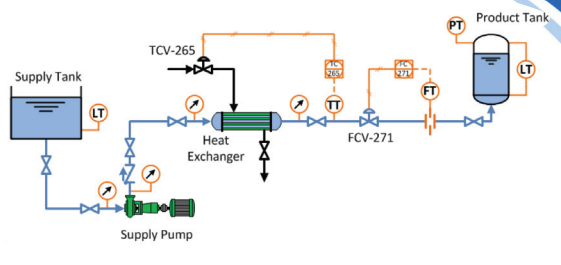 Product Tank
PT
TCV-265
TC
265
TC
271
LT
Supply Tank
FT
LT
TT
Heat
Exchanger
FCV-271
Supply Pump